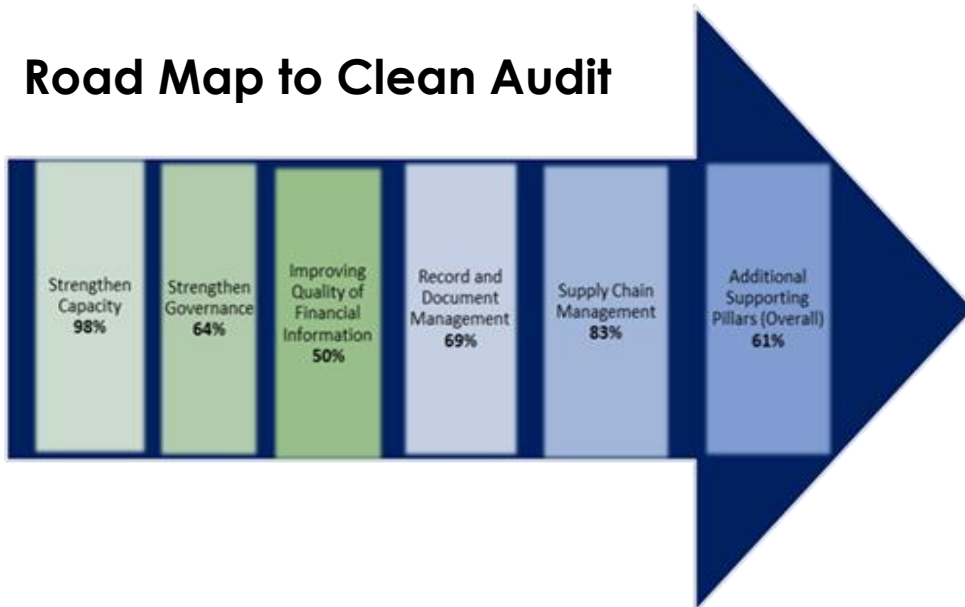 Road Map to Clean Audit
Strengthen
Capacity
98%
Strengthen
Governance
64%
Improving
Quality of
Financial
Information
50%
Record and
Document
Management
69%
Supply Chain
Management
83%
Additional
Supporting
Pillars (Overall)
61%